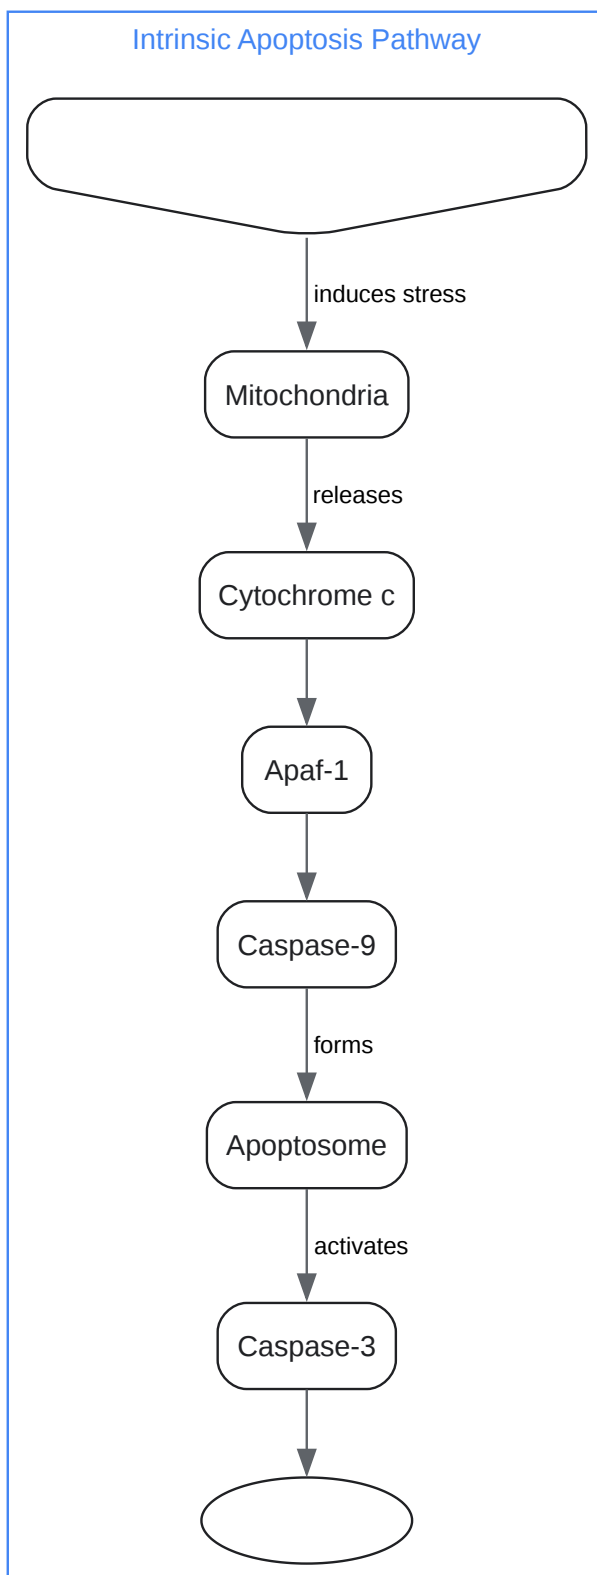 Intrinsic Apoptosis Pathway
induces stress
Mitochondria
releases
Cytochrome c
Apaf-1
Caspase-9
forms
Apoptosome
activates
Caspase-3